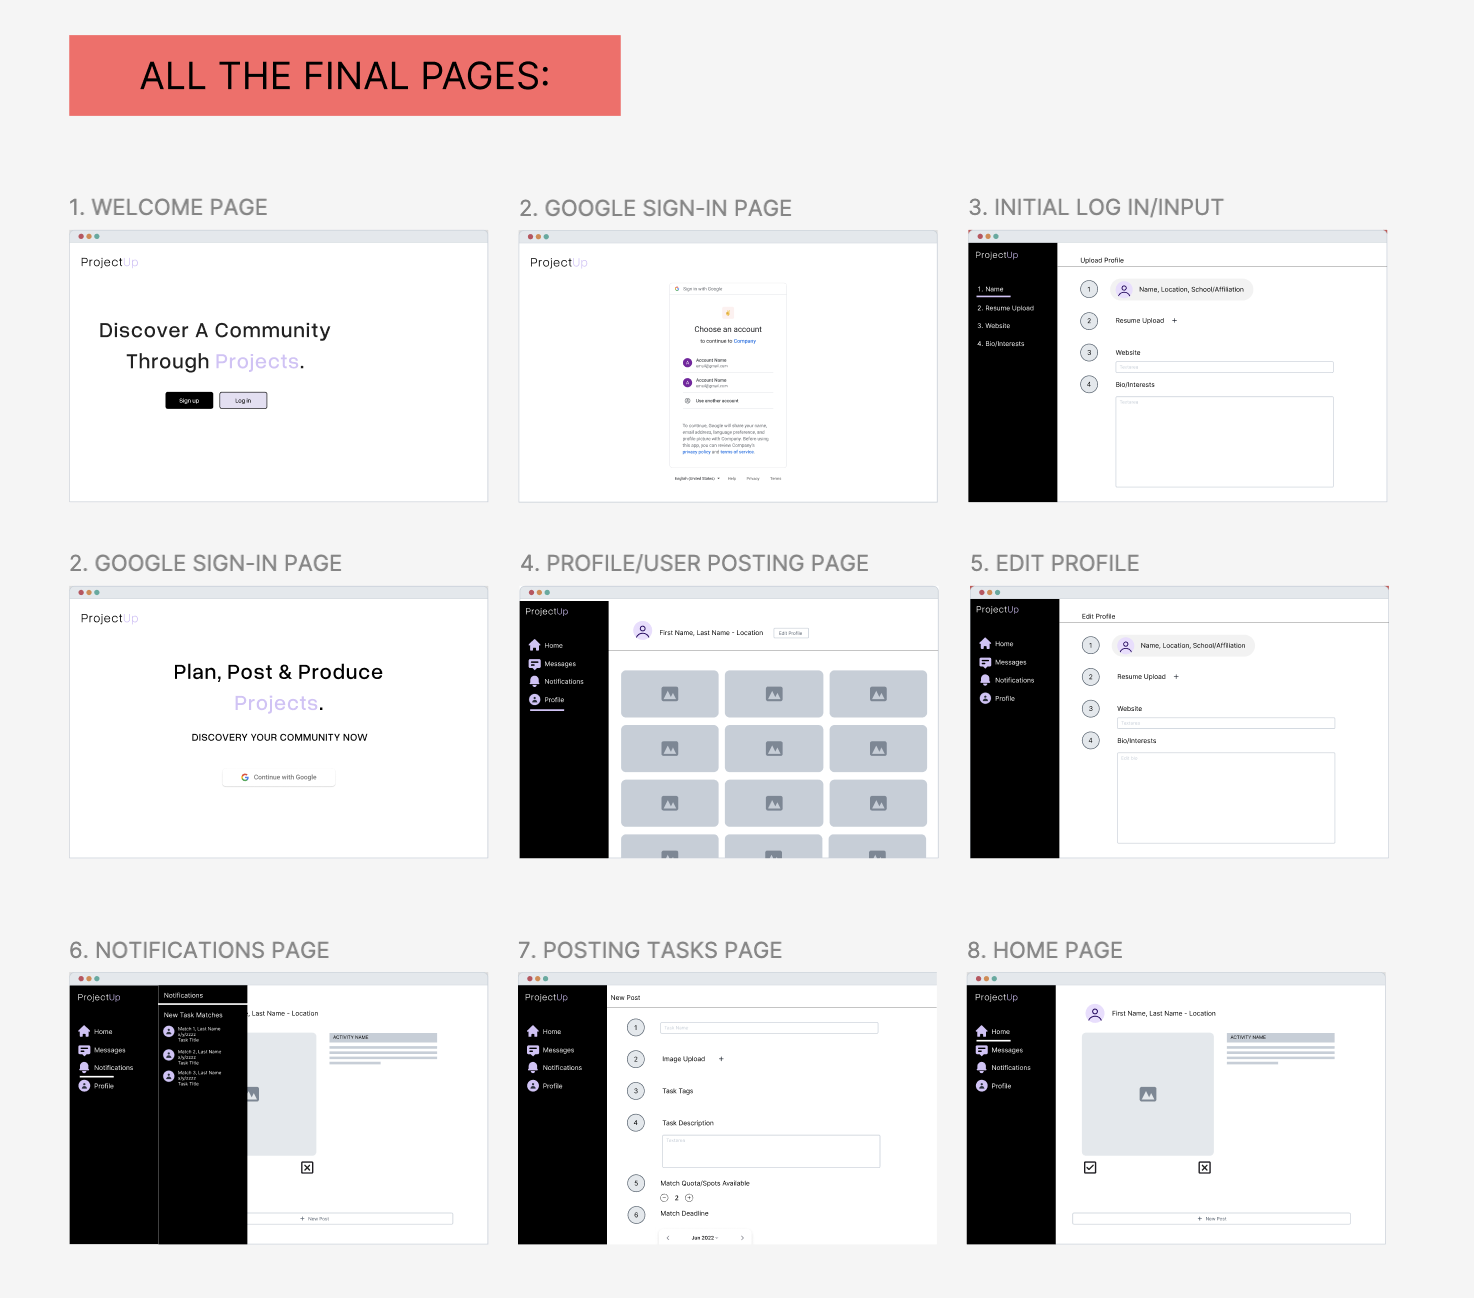 ALL THE FINAL PAGES:
1. WELCOME PAGE
ProjectUp
Discover A Community
Through Projects.
Sign up
Log in
2. GOOGLE SIGN-IN PAGE
ProjectUp
Sign in with Google
Choose an account
to continue to Company
A
Account Name
email@gmail.com
A
Account Name
email@gmail.com
Use another account
To continue, Google will share your name,
email address, language preference, and
profile picture with Company. Before using
this app, you can review Company's
privacy policy and terms of service.
English (United States)
Help
Privacy
Terms
3. INITIAL LOG IN/INPUT
ProjectUp
1. Name
2. Resume Upload
3. Website
4. Bio/Interests
Upload Profile
1
Name, Location, School/Affiliation
2
Resume Upload +
3
Website
4
Bio/Interests
2. GOOGLE SIGN-IN PAGE
ProjectUp
Plan, Post & Produce
Projects.
DISCOVERY YOUR COMMUNITY NOW
Continue with Google
4. PROFILE/USER POSTING PAGE
ProjectUp
Home
Messages
Notifications
Profile
First Name, Last Name - Location
Edit Profile
5. EDIT PROFILE
ProjectUp
Home
Messages
Notifications
Profile
Edit Profile
1
Name, Location, School/Affiliation
2
Resume Upload +
3
Website
4
Bio/Interests
6. NOTIFICATIONS PAGE
ProjectUp
Home
Messages
Notifications
Profile
Notifications
New Task Matches
Match 1, Last Name
Task Title
Match 2, Last Name
Task Title
Match 3, Last Name
Task Title
, Last Name - Location
ACTIVITY NAME
+ New Post
7. POSTING TASKS PAGE
ProjectUp
Home
Messages
Notifications
Profile
New Post
1
Task Name
2
Image Upload +
3
Task Tags
4
Task Description
5
Match Quota/Spots Available
2
6
Match Deadline
Jan 2022
8. HOME PAGE
ProjectUp
Home
Messages
Notifications
Profile
First Name, Last Name - Location
ACTIVITY NAME
+ New Post